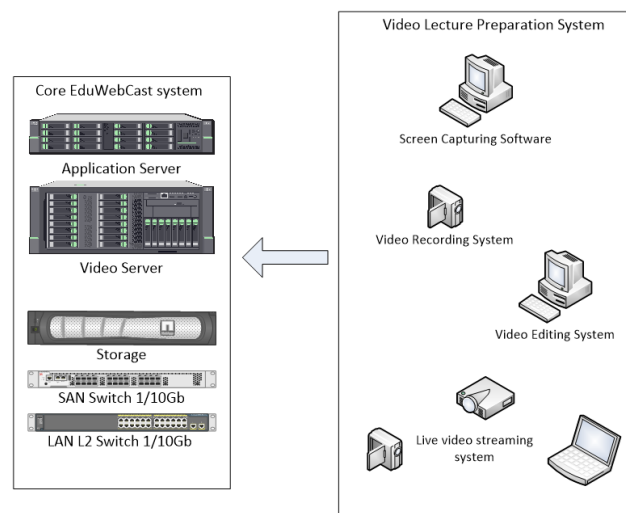 Video Lecture Preparation System
Core EduWebCast system
Application Server
Video Server
Storage
SAN Switch 1/10Gb
LAN L2 Switch 1/10Gb
Screen Capturing Software
Video Recording System
Video Editing System
Live video streaming
system